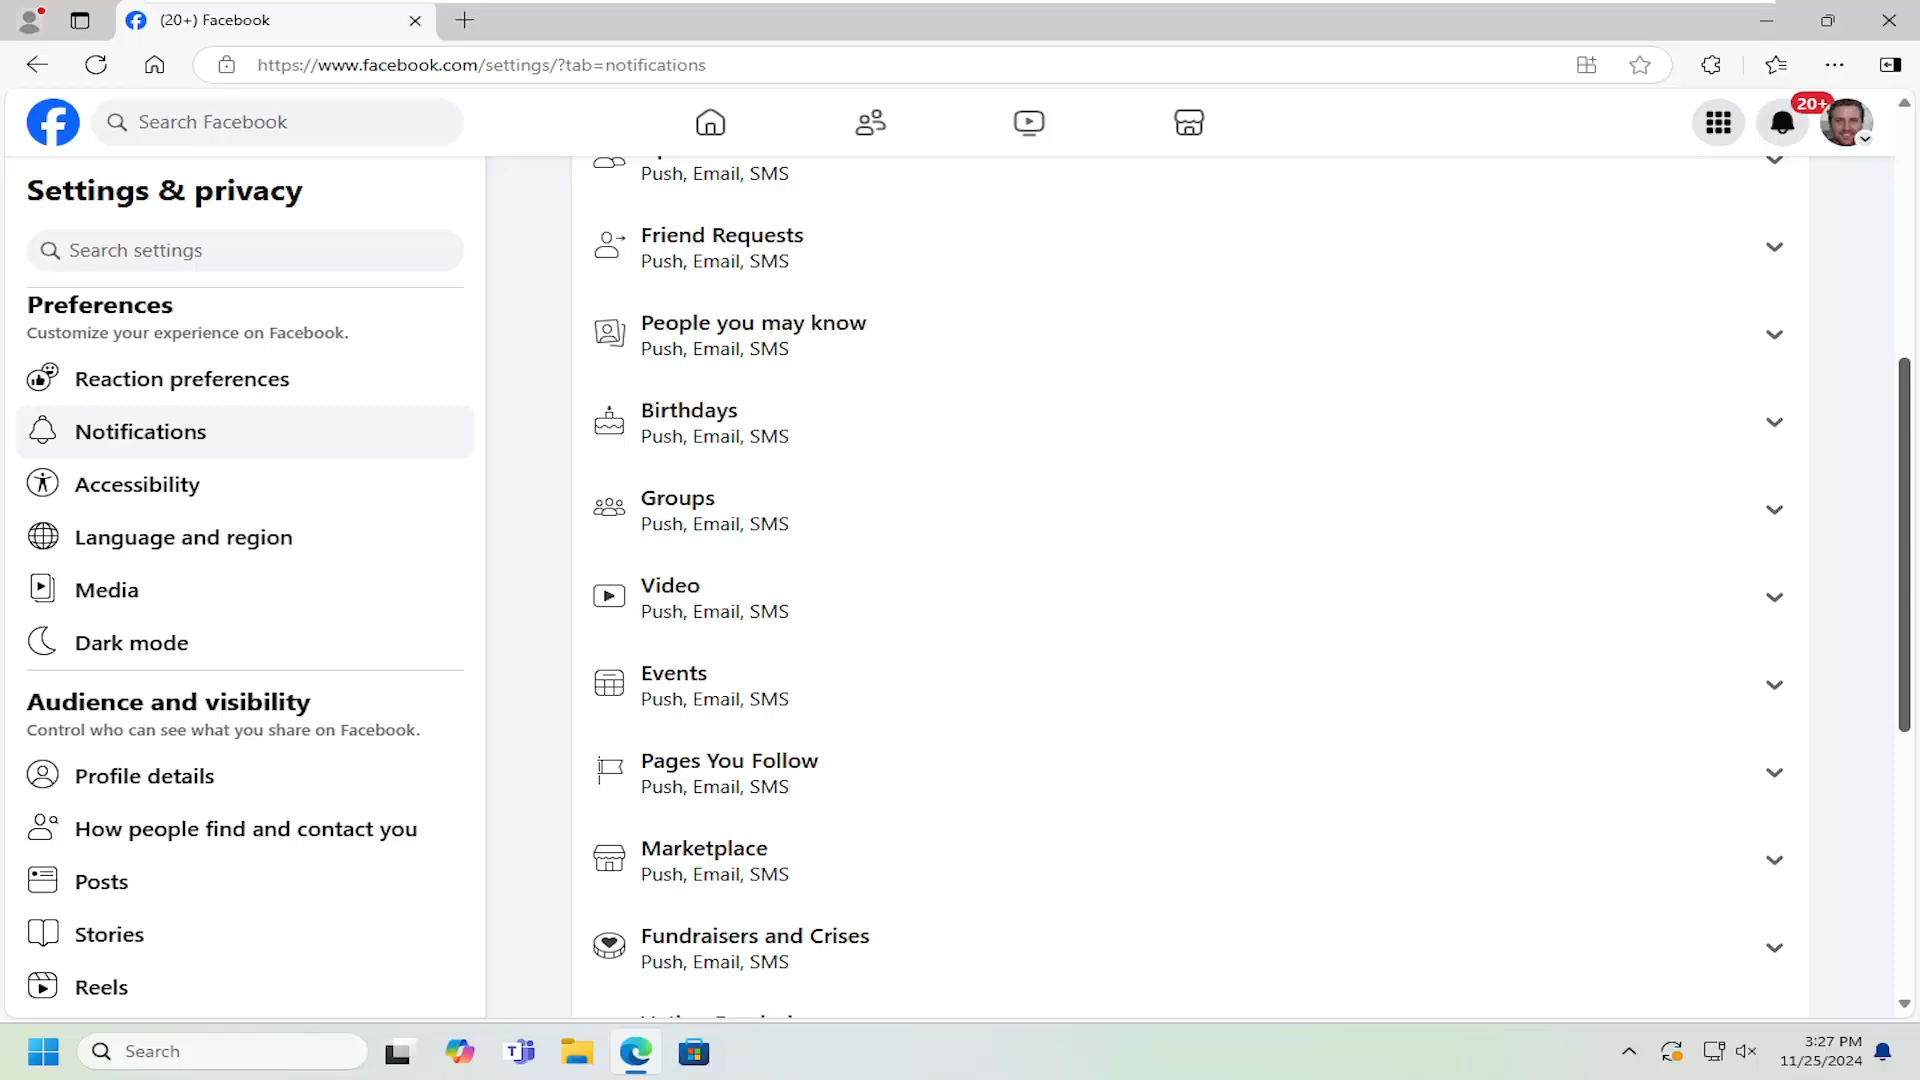 (20+) Facebook
https://www.facebook.com/settings/?tab=notifications
Search Facebook
20+
Settings & privacy
Search settings
Preferences
Customize your experience on Facebook.
Reaction preferences
Notifications
Accessibility
Language and region
Media
Dark mode
Audience and visibility
Control who can see what you share on Facebook.
Profile details
How people find and contact you
Posts
Stories
Reels
Push, Email, SMS
Friend Requests
Push, Email, SMS
People you may know
Push, Email, SMS
Birthdays
Push, Email, SMS
Groups
Push, Email, SMS
Video
Push, Email, SMS
Events
Push, Email, SMS
Pages You Follow
Push, Email, SMS
Marketplace
Push, Email, SMS
Fundraisers and Crises
Push, Email, SMS
Search
3:27 PM
11/25/2024